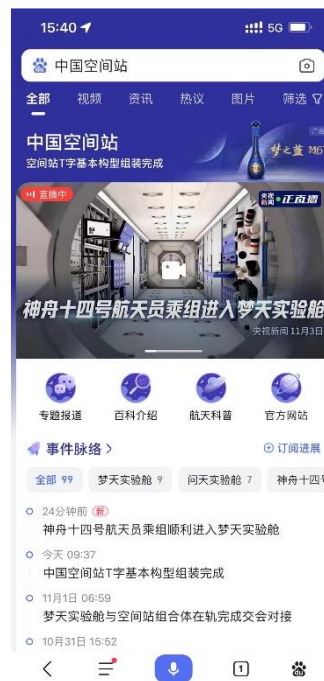 15:40
5G
中国空间站
全部 视频 资讯 热议 图片 筛选
中国空间站
空间站T字基本构型组装完成
广告
梦之蓝 M6
直播中
央视新闻 正直播
神舟十四号航天员乘组进入梦天实验舱
央视新闻 11月3日
专题报道 百科介绍 航天科普 官方网站
事件脉络 >
订阅进展
全部 99 梦天实验舱 9 问天实验舱 7 神舟十四
24分钟前 新
神舟十四号航天员乘组顺利进入梦天实验舱
今天 09:37
中国空间站T字基本构型组装完成
11月1日 06:59
梦天实验舱与空间站组合体在轨完成交会对接
10月31日 15:52
1